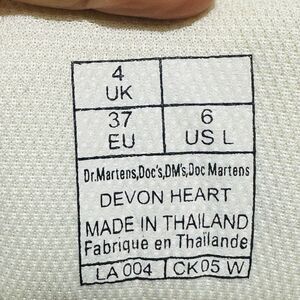 4
UK
37 6
EU US L
Dr.Martens,Doc's,DM's,Doc Martens
DEVON HEART
MADE IN THAILAND
Fabrique en Thaïlande
LA 004 CK05 W